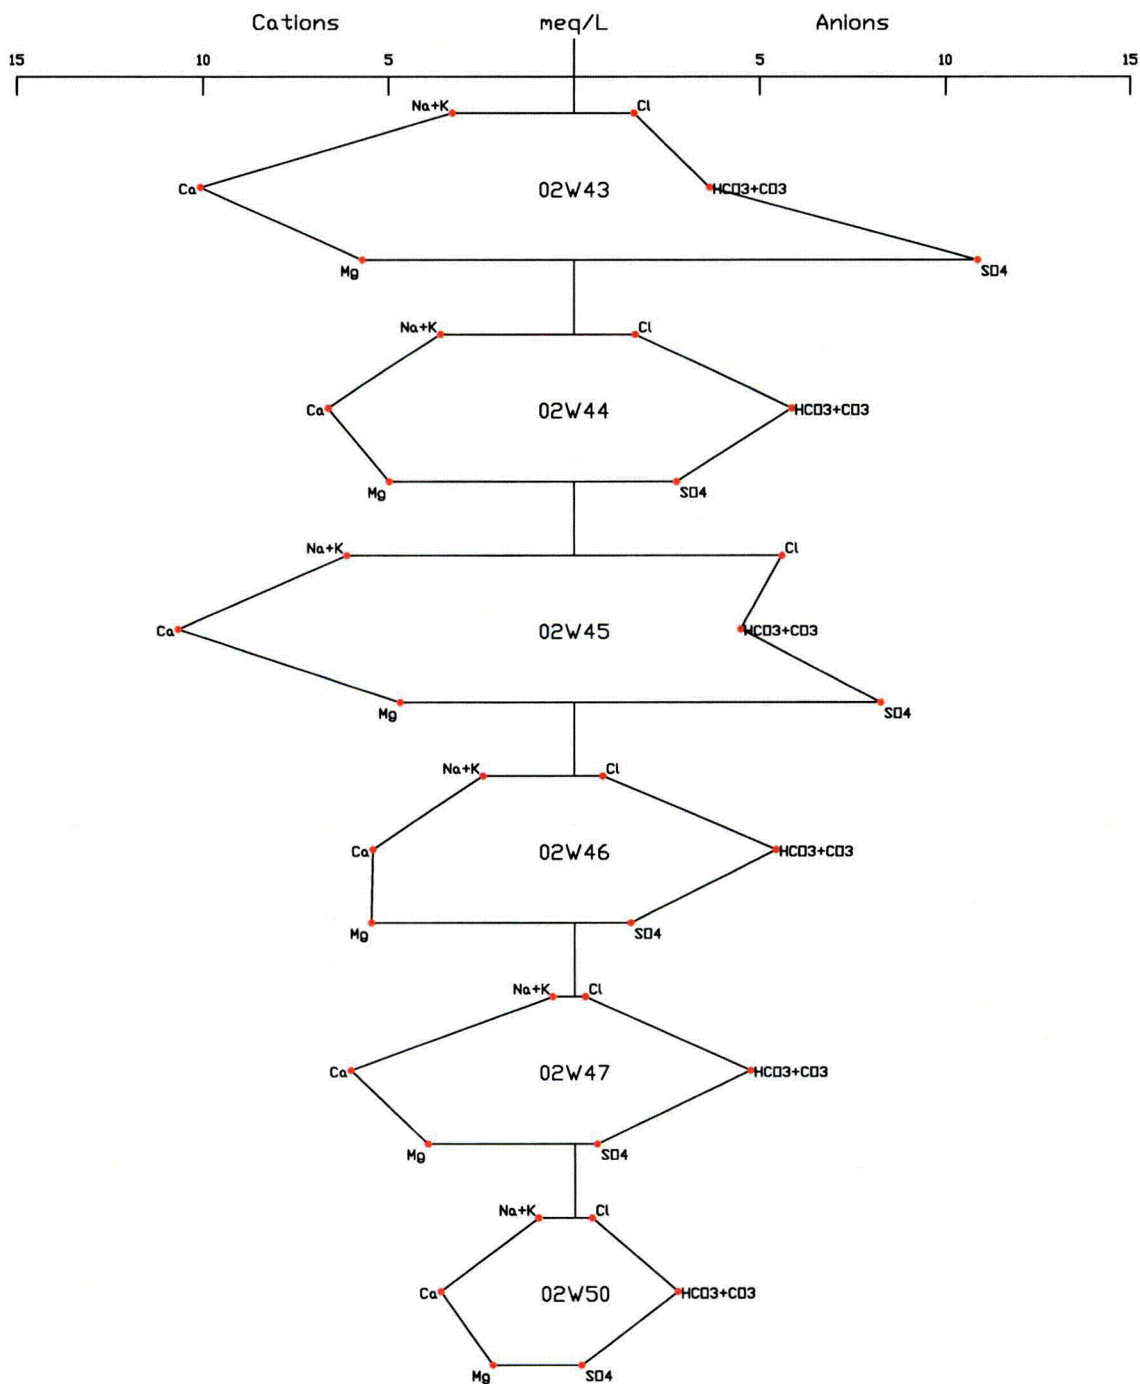 Cations meq/L Anions
15 10 5 5 10 15
Na+K Cl
Ca 02W43 HCO3+CO3
Mg SO4
Na+K Cl
Ca 02W44 HCO3+CO3
Mg SO4
Na+K Cl
Ca 02W45 HCO3+CO3
Mg SO4
Na+K Cl
Ca 02W46 HCO3+CO3
Mg SO4
Na+K Cl
Ca 02W47 HCO3+CO3
Mg SO4
Na+K Cl
Ca 02W50 HCO3+CO3
Mg SO4